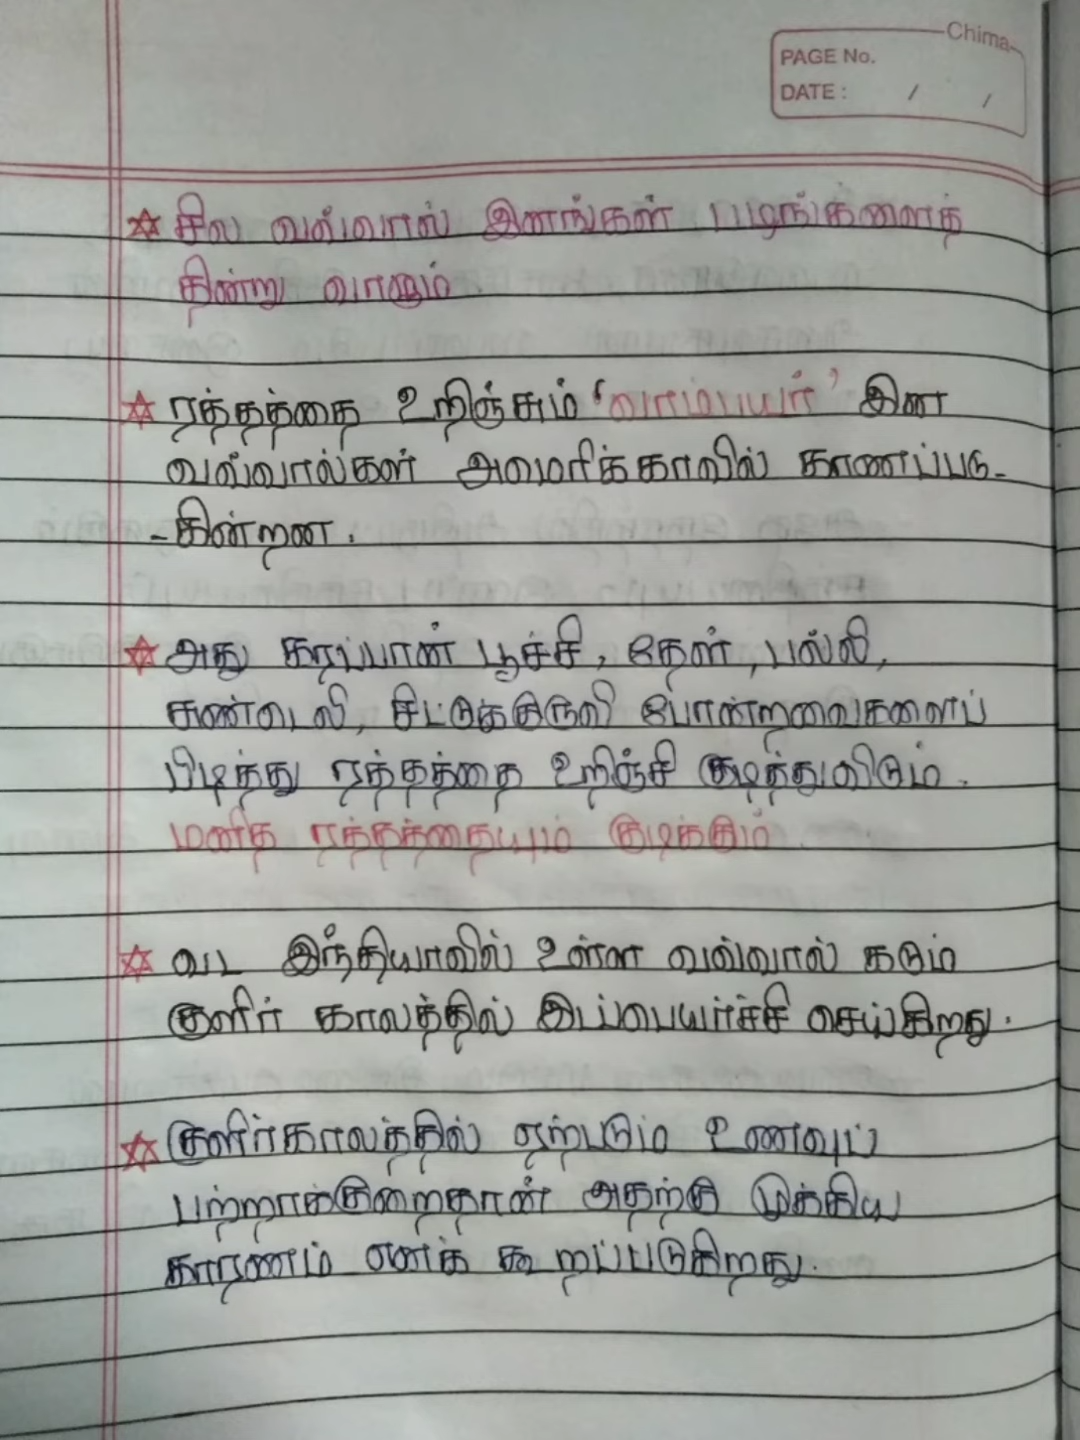 Chima
PAGE No.
DATE : / /
☆ சில வவ்வால் இனங்கள் பழங்களைத்
தின்று வாழும்
☆ ரத்தத்தை உறிஞ்சும் ‘வாம்பயர்’ இன
வவ்வால்கள் அமெரிக்காவில் காணப்படு-
-கின்றன.
☆ அது கரப்பான் பூச்சி, தேள், பல்லி,
சுண்டெலி, சிட்டுக்குருவி போன்றவைகளைப்
பிடித்து ரத்தத்தை உறிஞ்சி குடித்துவிடும்.
மனித ரத்தத்தையும் குடிக்கும்.
☆ வட இந்தியாவில் உள்ள வவ்வால் கடும்
குளிர் காலத்தில் இடப்பெயர்ச்சி செய்கிறது.
☆ குளிர்காலத்தில் ஏற்படும் உணவுப்
பற்றாக்குறைதான் அதற்கு முக்கிய
காரணம் எனக் கூறப்படுகிறது.